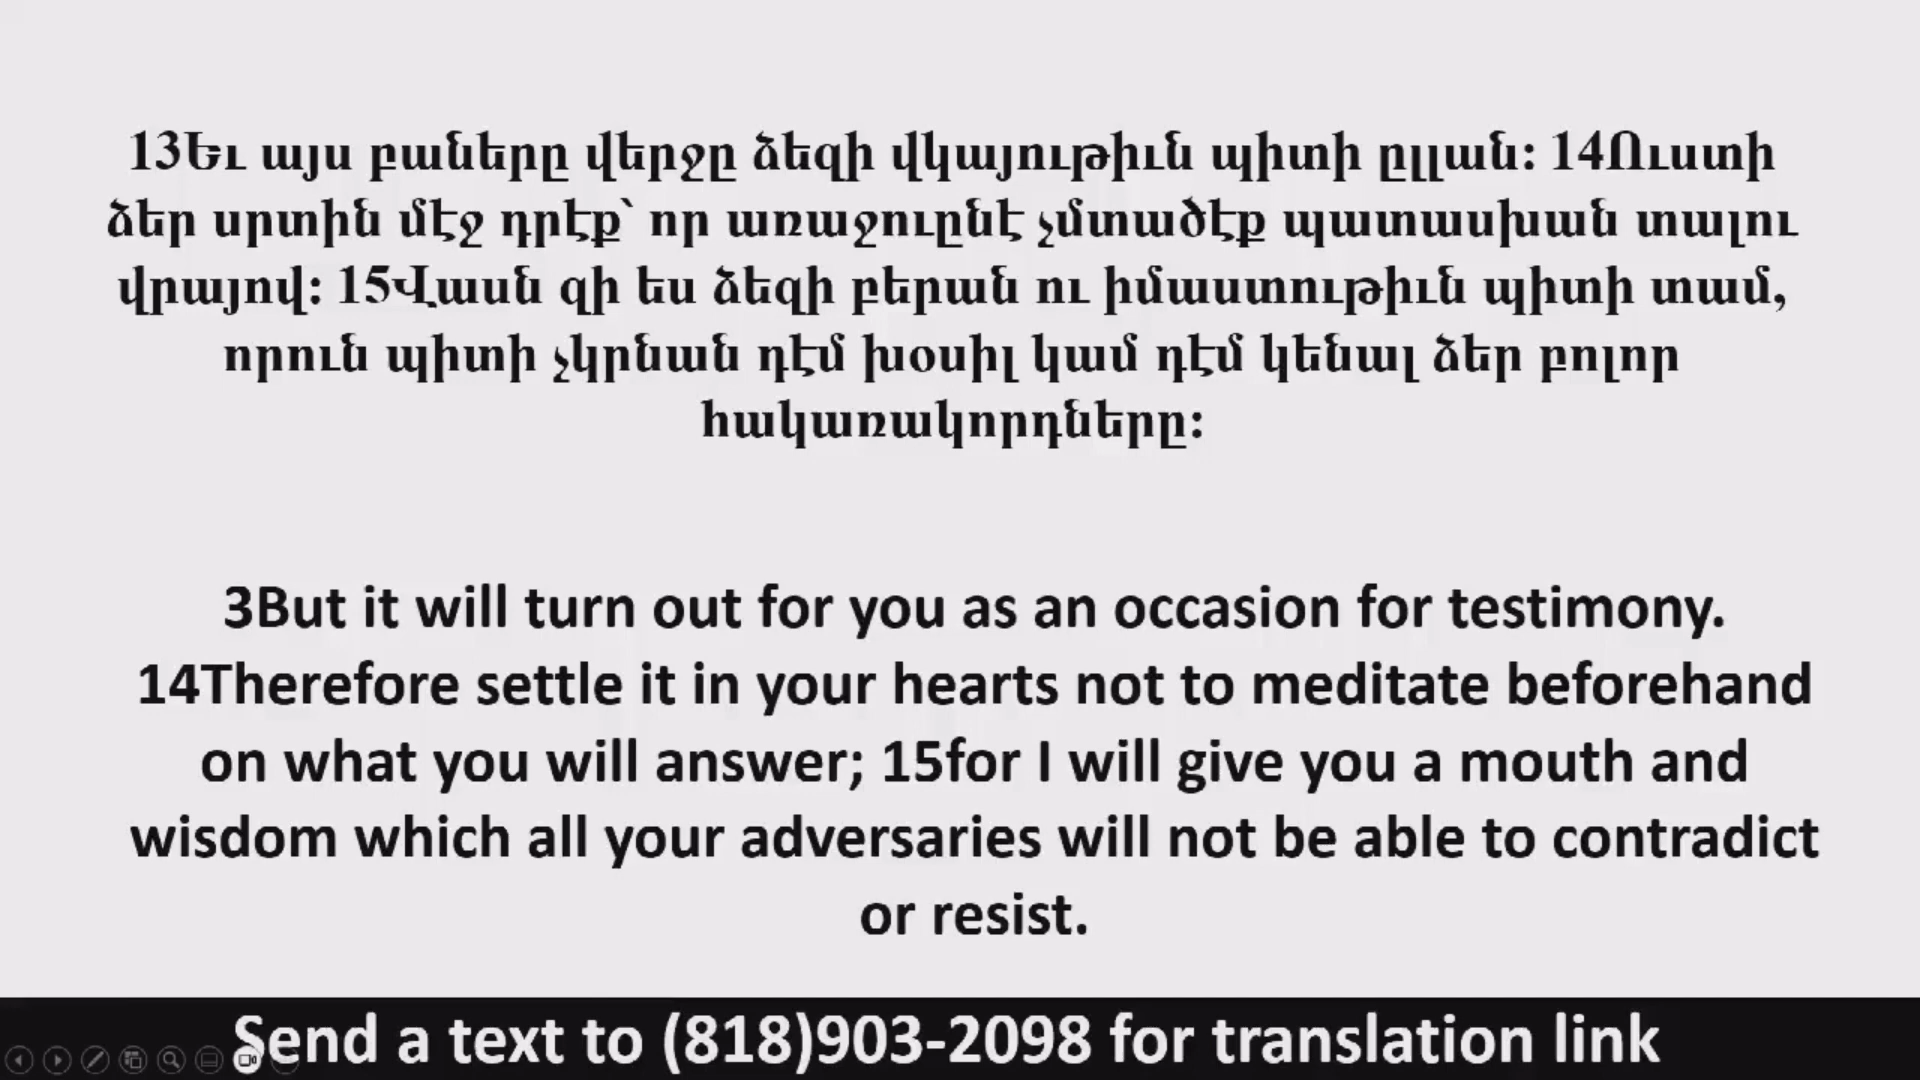 13Եւ այս բաները վերջը ձեզի վկայութիւն պիտի ըլլան։ 14Ուստի
ձեր սրտին մէջ դրէք՝ որ առաջուընէ չմտածէք պատասխան տալու
վրայով։ 15Վասն զի ես ձեզի բերան ու իմաստութիւն պիտի տամ,
որուն պիտի չկրնան դէմ խօսիլ կամ դէմ կենալ ձեր բոլոր
հակառակորդները։
3But it will turn out for you as an occasion for testimony.
14Therefore settle it in your hearts not to meditate beforehand
on what you will answer; 15for I will give you a mouth and
wisdom which all your adversaries will not be able to contradict
or resist.
Send a text to (818)903-2098 for translation link